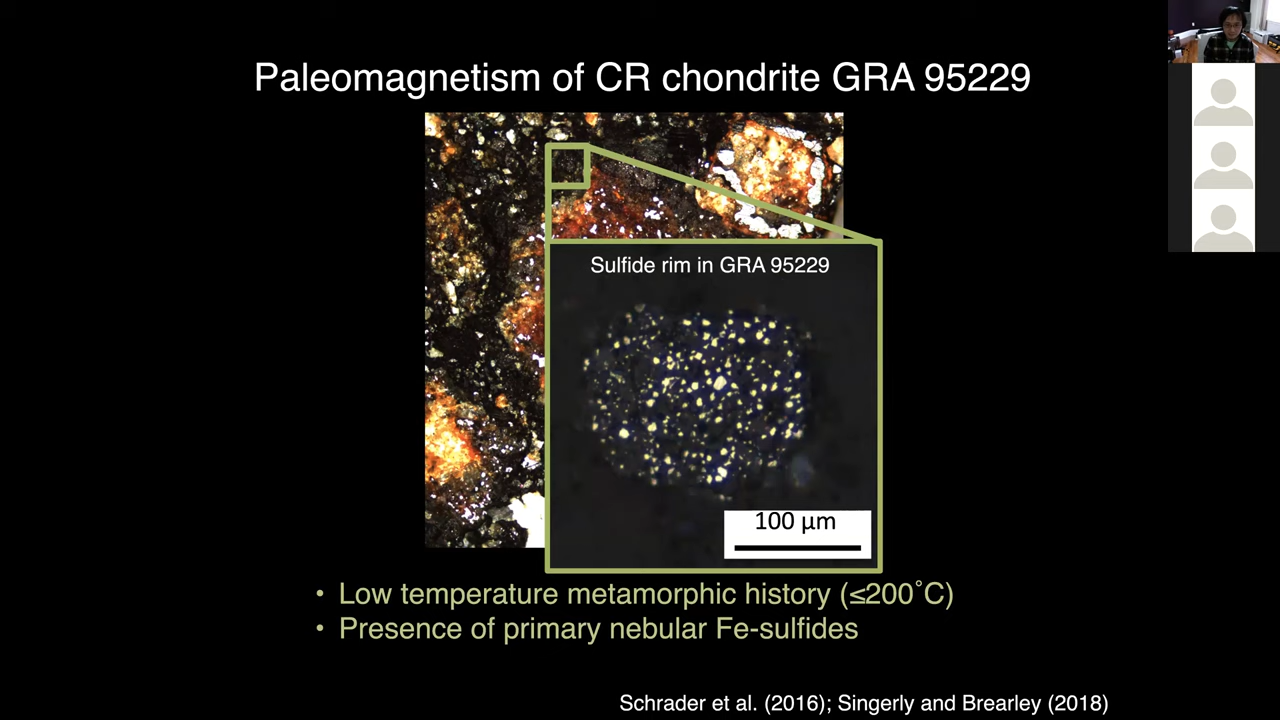 Paleomagnetism of CR chondrite GRA 95229
Sulfide rim in GRA 95229
100 µm
• Low temperature metamorphic history (≤200˚C)
• Presence of primary nebular Fe-sulfides
Schrader et al. (2016); Singerly and Brearley (2018)